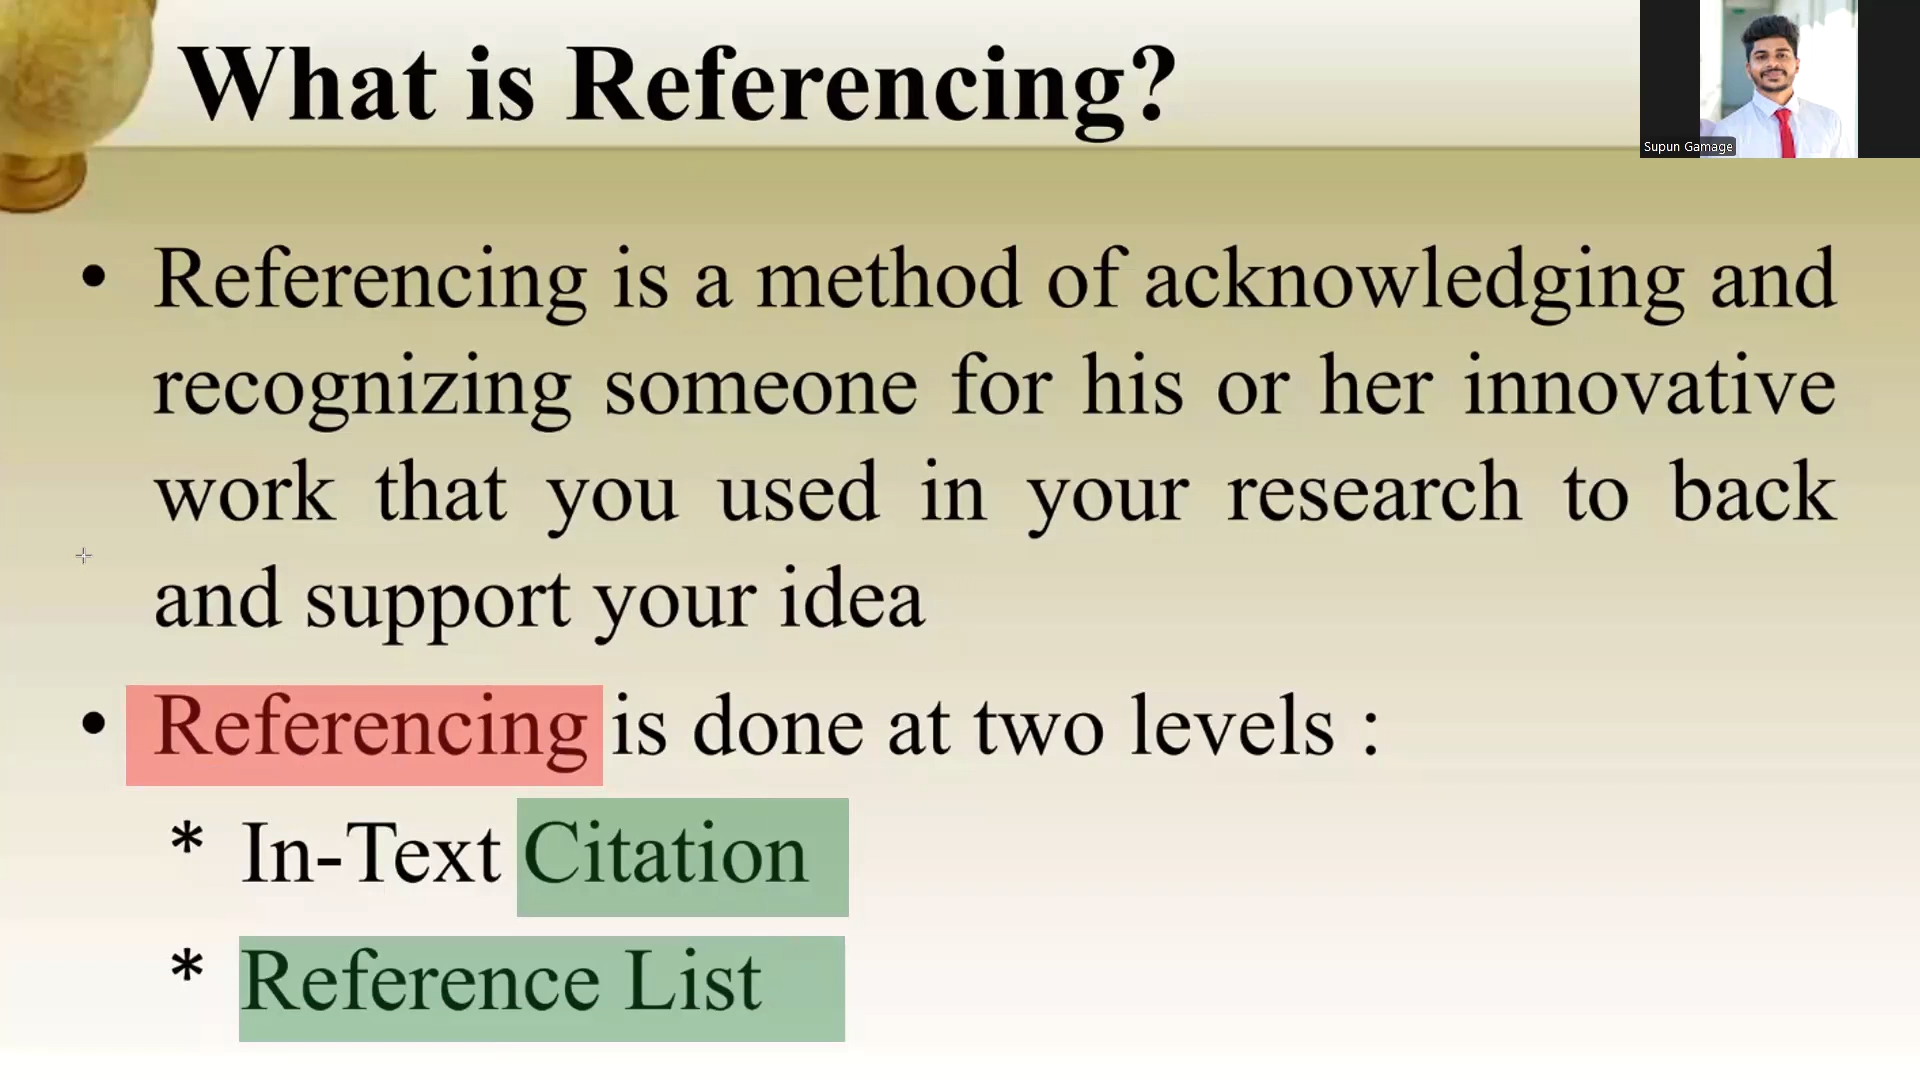 What is Referencing?
Supun Gamage
• Referencing is a method of acknowledging and
recognizing someone for his or her innovative
work that you used in your research to back
and support your idea
• Referencing is done at two levels :
* In-Text Citation
* Reference List